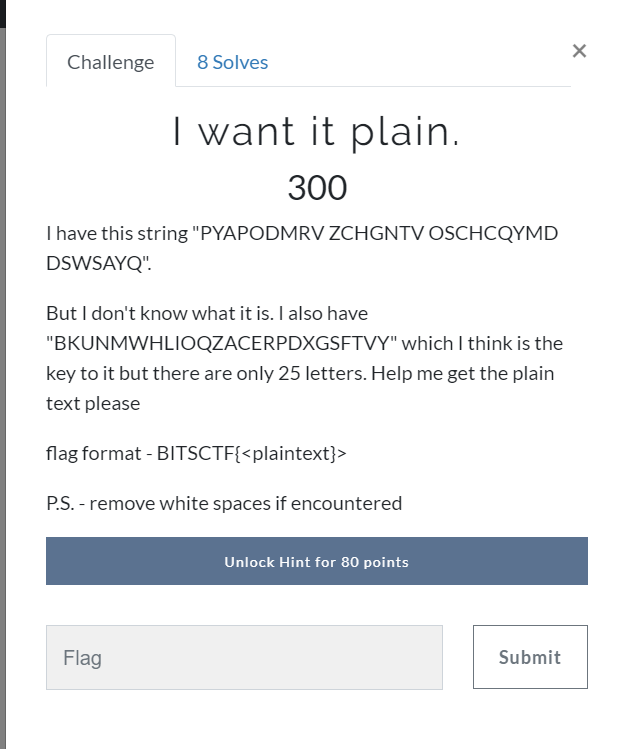 Challenge
8 Solves
×
I want it plain.
300
I have this string "PYAPODMRV ZCHGNTV OSCHCQYMD
DSWSAYQ".
But I don't know what it is. I also have
"BKUNMWHLIOQZACERPDXGSFTVY" which I think is the
key to it but there are only 25 letters. Help me get the plain
text please
flag format - BITSCTF{<plaintext}>
P.S. - remove white spaces if encountered
Unlock Hint for 80 points
Flag
Submit